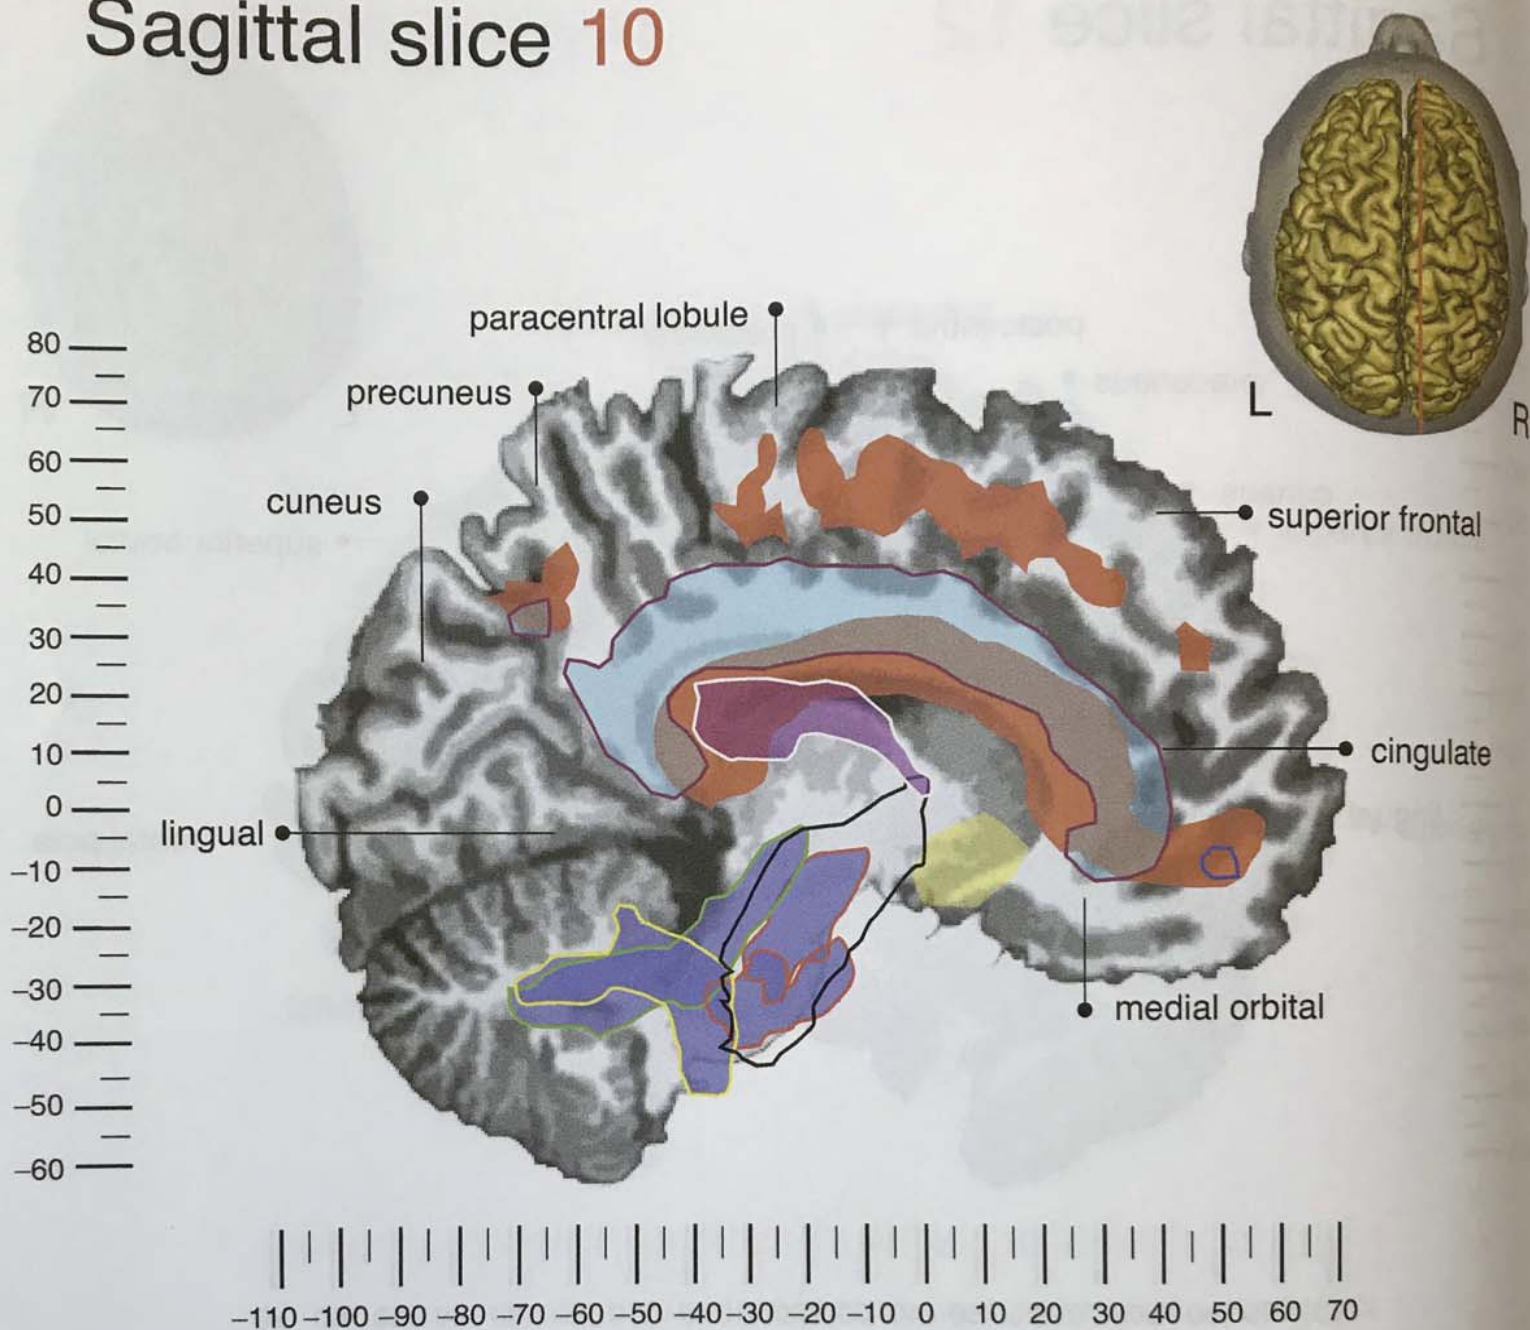 Sagittal slice 10
L
R
paracentral lobule
precuneus
cuneus
superior frontal
cingulate
lingual
medial orbital
80
70
60
50
40
30
20
10
0
–10
–20
–30
–40
–50
–60
–110 –100 –90 –80 –70 –60 –50 –40 –30 –20 –10 0 10 20 30 40 50 60 70